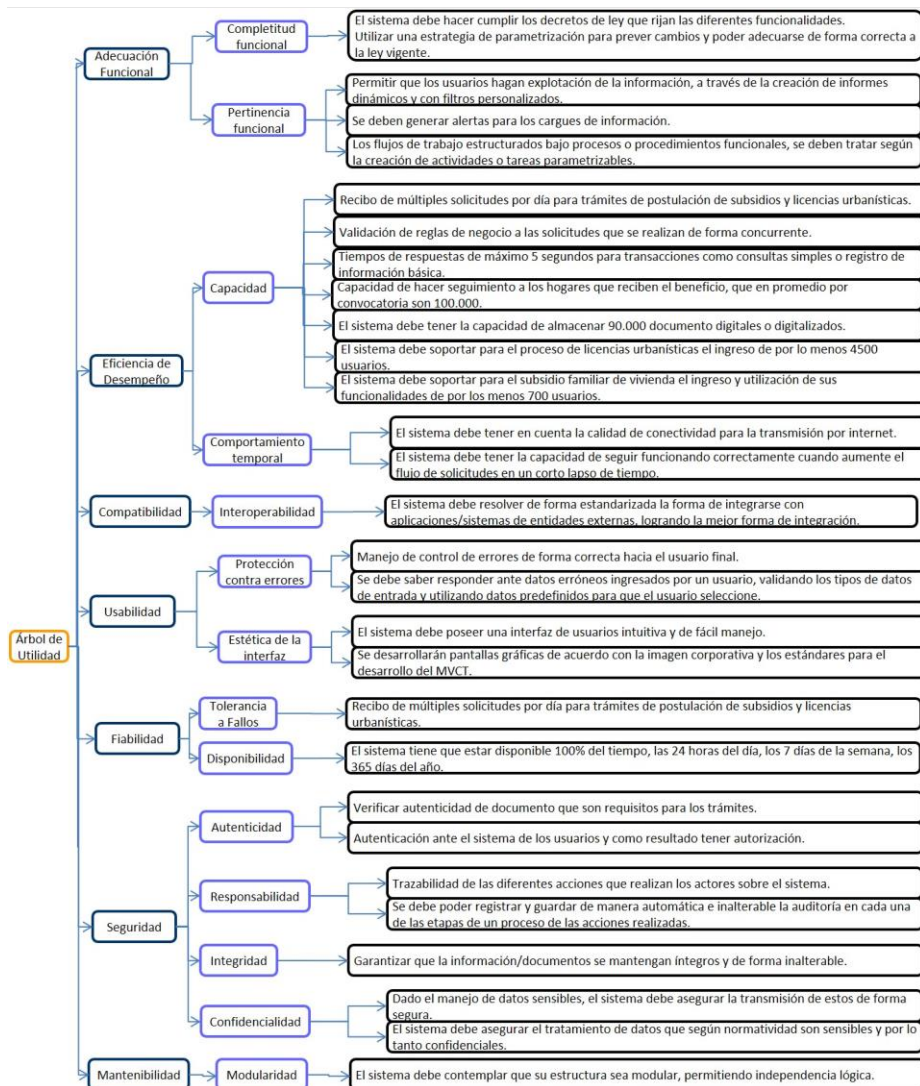 Árbol de
Utilidad
Adecuación
Funcional
Completitud
funcional
El sistema debe hacer cumplir los decretos de ley que rijan las diferentes funcionalidades.
Utilizar una estrategia de parametrización para prever cambios y poder adecuarse de forma correcta a
la ley vigente.
Pertinencia
funcional
Permitir que los usuarios hagan explotación de la información, a través de la creación de informes
dinámicos y con filtros personalizados.
Se deben generar alertas para los cargues de información.
Los flujos de trabajo estructurados bajo procesos o procedimientos funcionales, se deben tratar según
la creación de actividades o tareas parametrizables.
Eficiencia de
Desempeño
Capacidad
Recibo de múltiples solicitudes por día para trámites de postulación de subsidios y licencias urbanísticas.
Validación de reglas de negocio a las solicitudes que se realizan de forma concurrente.
Tiempos de respuestas de máximo 5 segundos para transacciones como consultas simples o registro de
información básica.
Capacidad de hacer seguimiento a los hogares que reciben el beneficio, que en promedio por
convocatoria son 100.000.
El sistema debe tener la capacidad de almacenar 90.000 documento digitales o digitalizados.
El sistema debe soportar para el proceso de licencias urbanísticas el ingreso de por lo menos 4500
usuarios.
El sistema debe soportar para el subsidio familiar de vivienda el ingreso y utilización de sus
funcionalidades de por los menos 700 usuarios.
Comportamiento
temporal
El sistema debe tener en cuenta la calidad de conectividad para la transmisión por internet.
El sistema debe tener la capacidad de seguir funcionando correctamente cuando aumente el
flujo de solicitudes en un corto lapso de tiempo.
Compatibilidad
Interoperabilidad
El sistema debe resolver de forma estandarizada la forma de integrarse con
aplicaciones/sistemas de entidades externas, logrando la mejor forma de integración.
Usabilidad
Protección
contra errores
Manejo de control de errores de forma correcta hacia el usuario final.
Se debe saber responder ante datos erróneos ingresados por un usuario, validando los tipos de datos
de entrada y utilizando datos predefinidos para que el usuario seleccione.
Estética de la
interfaz
El sistema debe poseer una interfaz de usuarios intuitiva y de fácil manejo.
Se desarrollarán pantallas gráficas de acuerdo con la imagen corporativa y los estándares para el
desarrollo del MVCT.
Fiabilidad
Tolerancia
a Fallos
Recibo de múltiples solicitudes por día para trámites de postulación de subsidios y licencias
urbanísticas.
Disponibilidad
El sistema tiene que estar disponible 100% del tiempo, las 24 horas del día, los 7 días de la semana, los
365 días del año.
Seguridad
Autenticidad
Verificar autenticidad de documento que son requisitos para los trámites.
Autenticación ante el sistema de los usuarios y como resultado tener autorización.
Responsabilidad
Trazabilidad de las diferentes acciones que realizan los actores sobre el sistema.
Se debe poder registrar y guardar de manera automática e inalterable la auditoría en cada una
de las etapas de un proceso de las acciones realizadas.
Integridad
Garantizar que la información/documentos se mantengan íntegros y de forma inalterable.
Confidencialidad
Dado el manejo de datos sensibles, el sistema debe asegurar la transmisión de estos de forma
segura.
El sistema debe asegurar el tratamiento de datos que según normatividad son sensibles y por lo
tanto confidenciales.
Mantenibilidad
Modularidad
El sistema debe contemplar que su estructura sea modular, permitiendo independencia lógica.